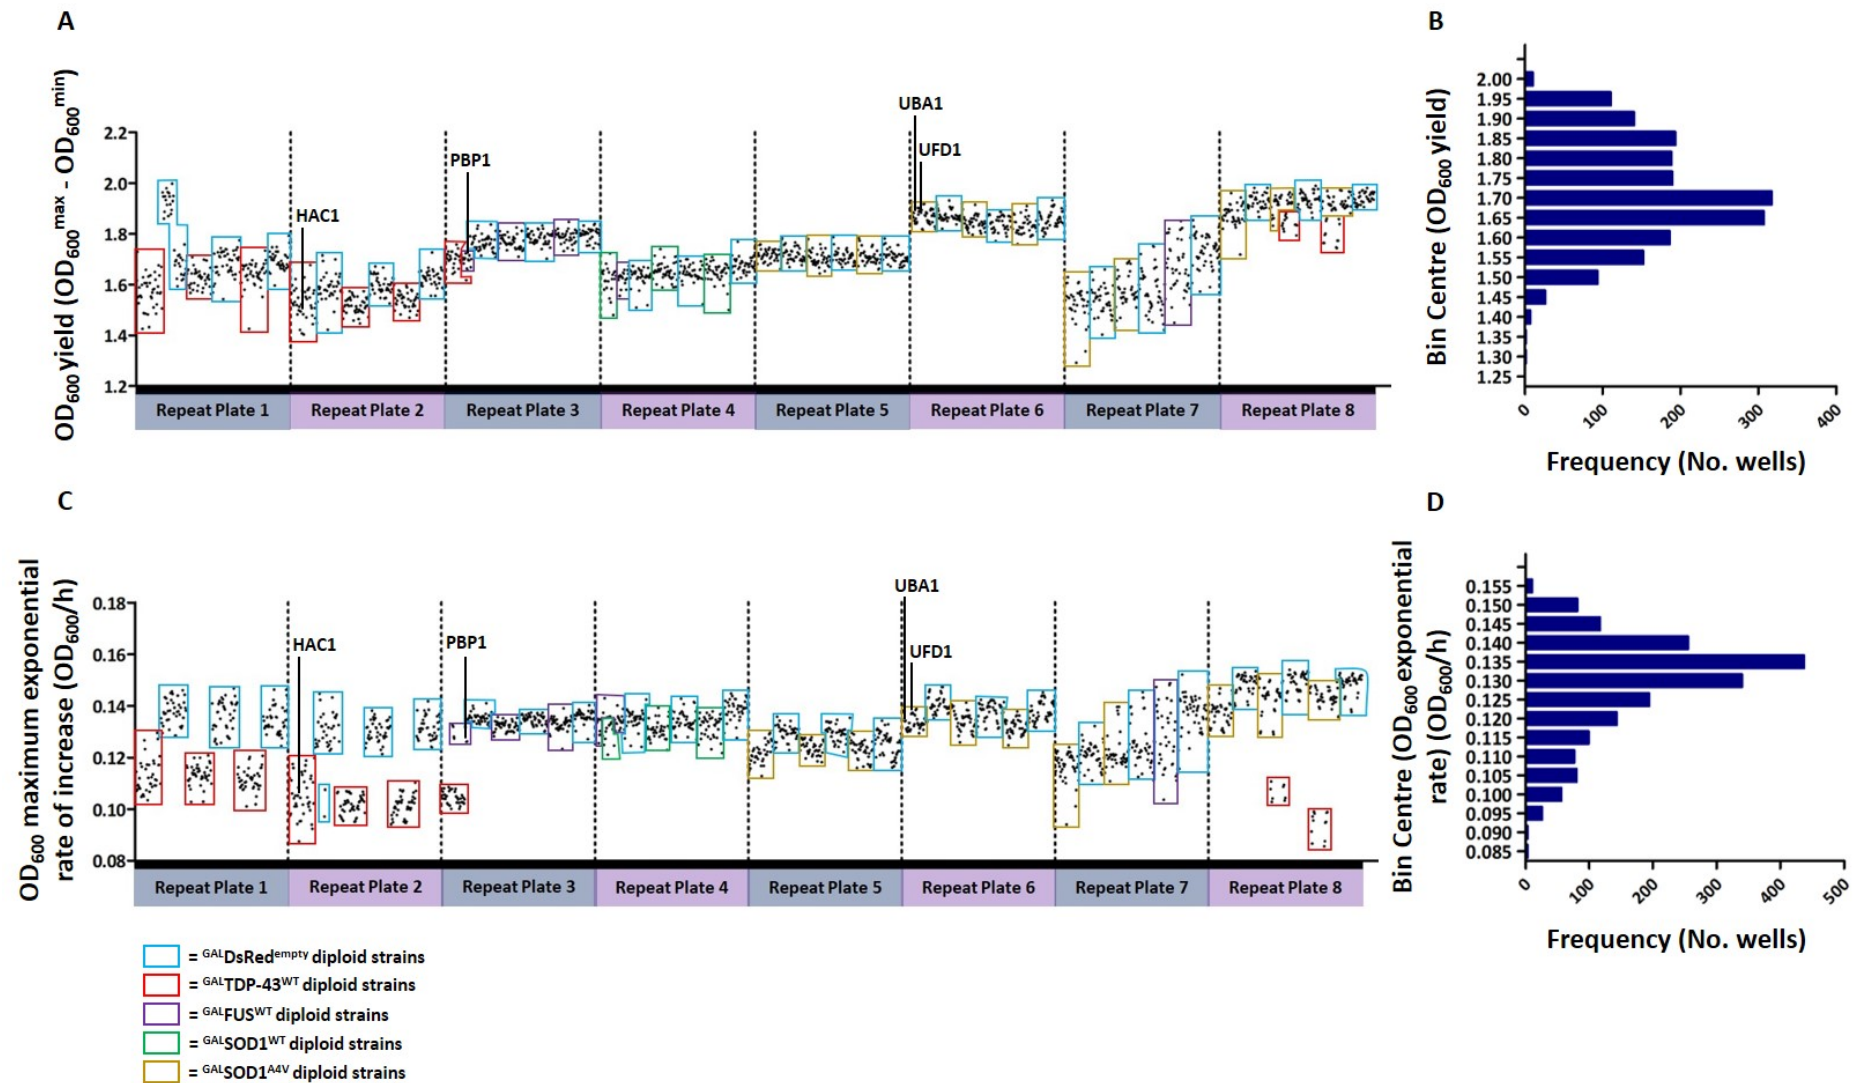 A
OD600 yield (OD600max - OD600min)
2.2
2.0
1.8
1.6
1.4
1.2
HAC1
PBP1
UBA1
UFD1
Repeat Plate 1
Repeat Plate 2
Repeat Plate 3
Repeat Plate 4
Repeat Plate 5
Repeat Plate 6
Repeat Plate 7
Repeat Plate 8
B
Bin Centre (OD600 yield)
2.00
1.95
1.90
1.85
1.80
1.75
1.70
1.65
1.60
1.55
1.50
1.45
1.40
1.35
1.30
1.25
0
100
200
300
400
Frequency (No. wells)
C
OD600 maximum exponential
rate of increase (OD600/h)
0.18
0.16
0.14
0.12
0.10
0.08
HAC1
PBP1
UBA1
UFD1
Repeat Plate 1
Repeat Plate 2
Repeat Plate 3
Repeat Plate 4
Repeat Plate 5
Repeat Plate 6
Repeat Plate 7
Repeat Plate 8
D
Bin Centre (OD600 exponential
rate) (OD600/h)
0.155
0.150
0.145
0.140
0.135
0.130
0.125
0.120
0.115
0.110
0.105
0.100
0.095
0.090
0.085
0
100
200
300
400
500
Frequency (No. wells)
= GALDsRedempty diploid strains
= GALTDP-43WT diploid strains
= GALFUSWT diploid strains
= GALSOD1WT diploid strains
= GALSOD1A4V diploid strains